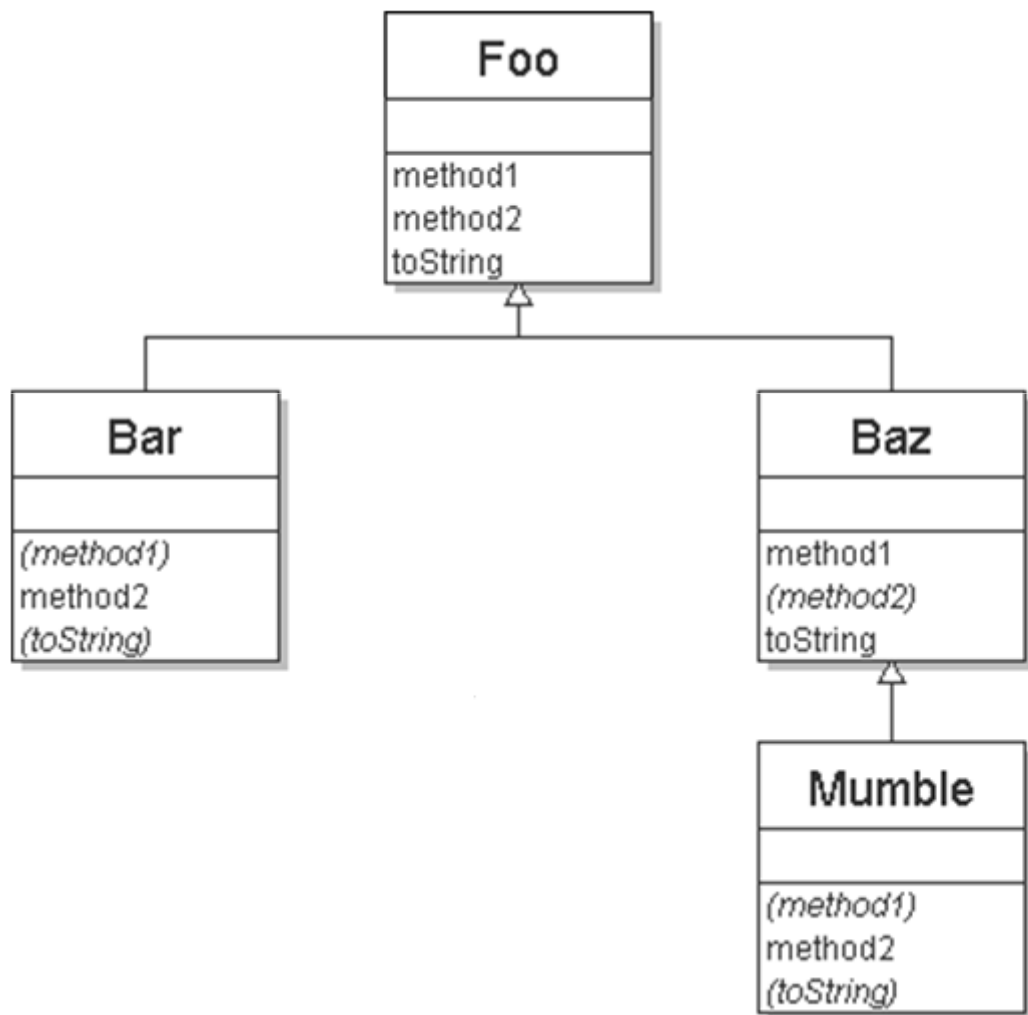 Foo
method1
method2
toString
Bar
(method1)
method2
(toString)
Baz
method1
(method2)
toString
Mumble
(method1)
method2
(toString)